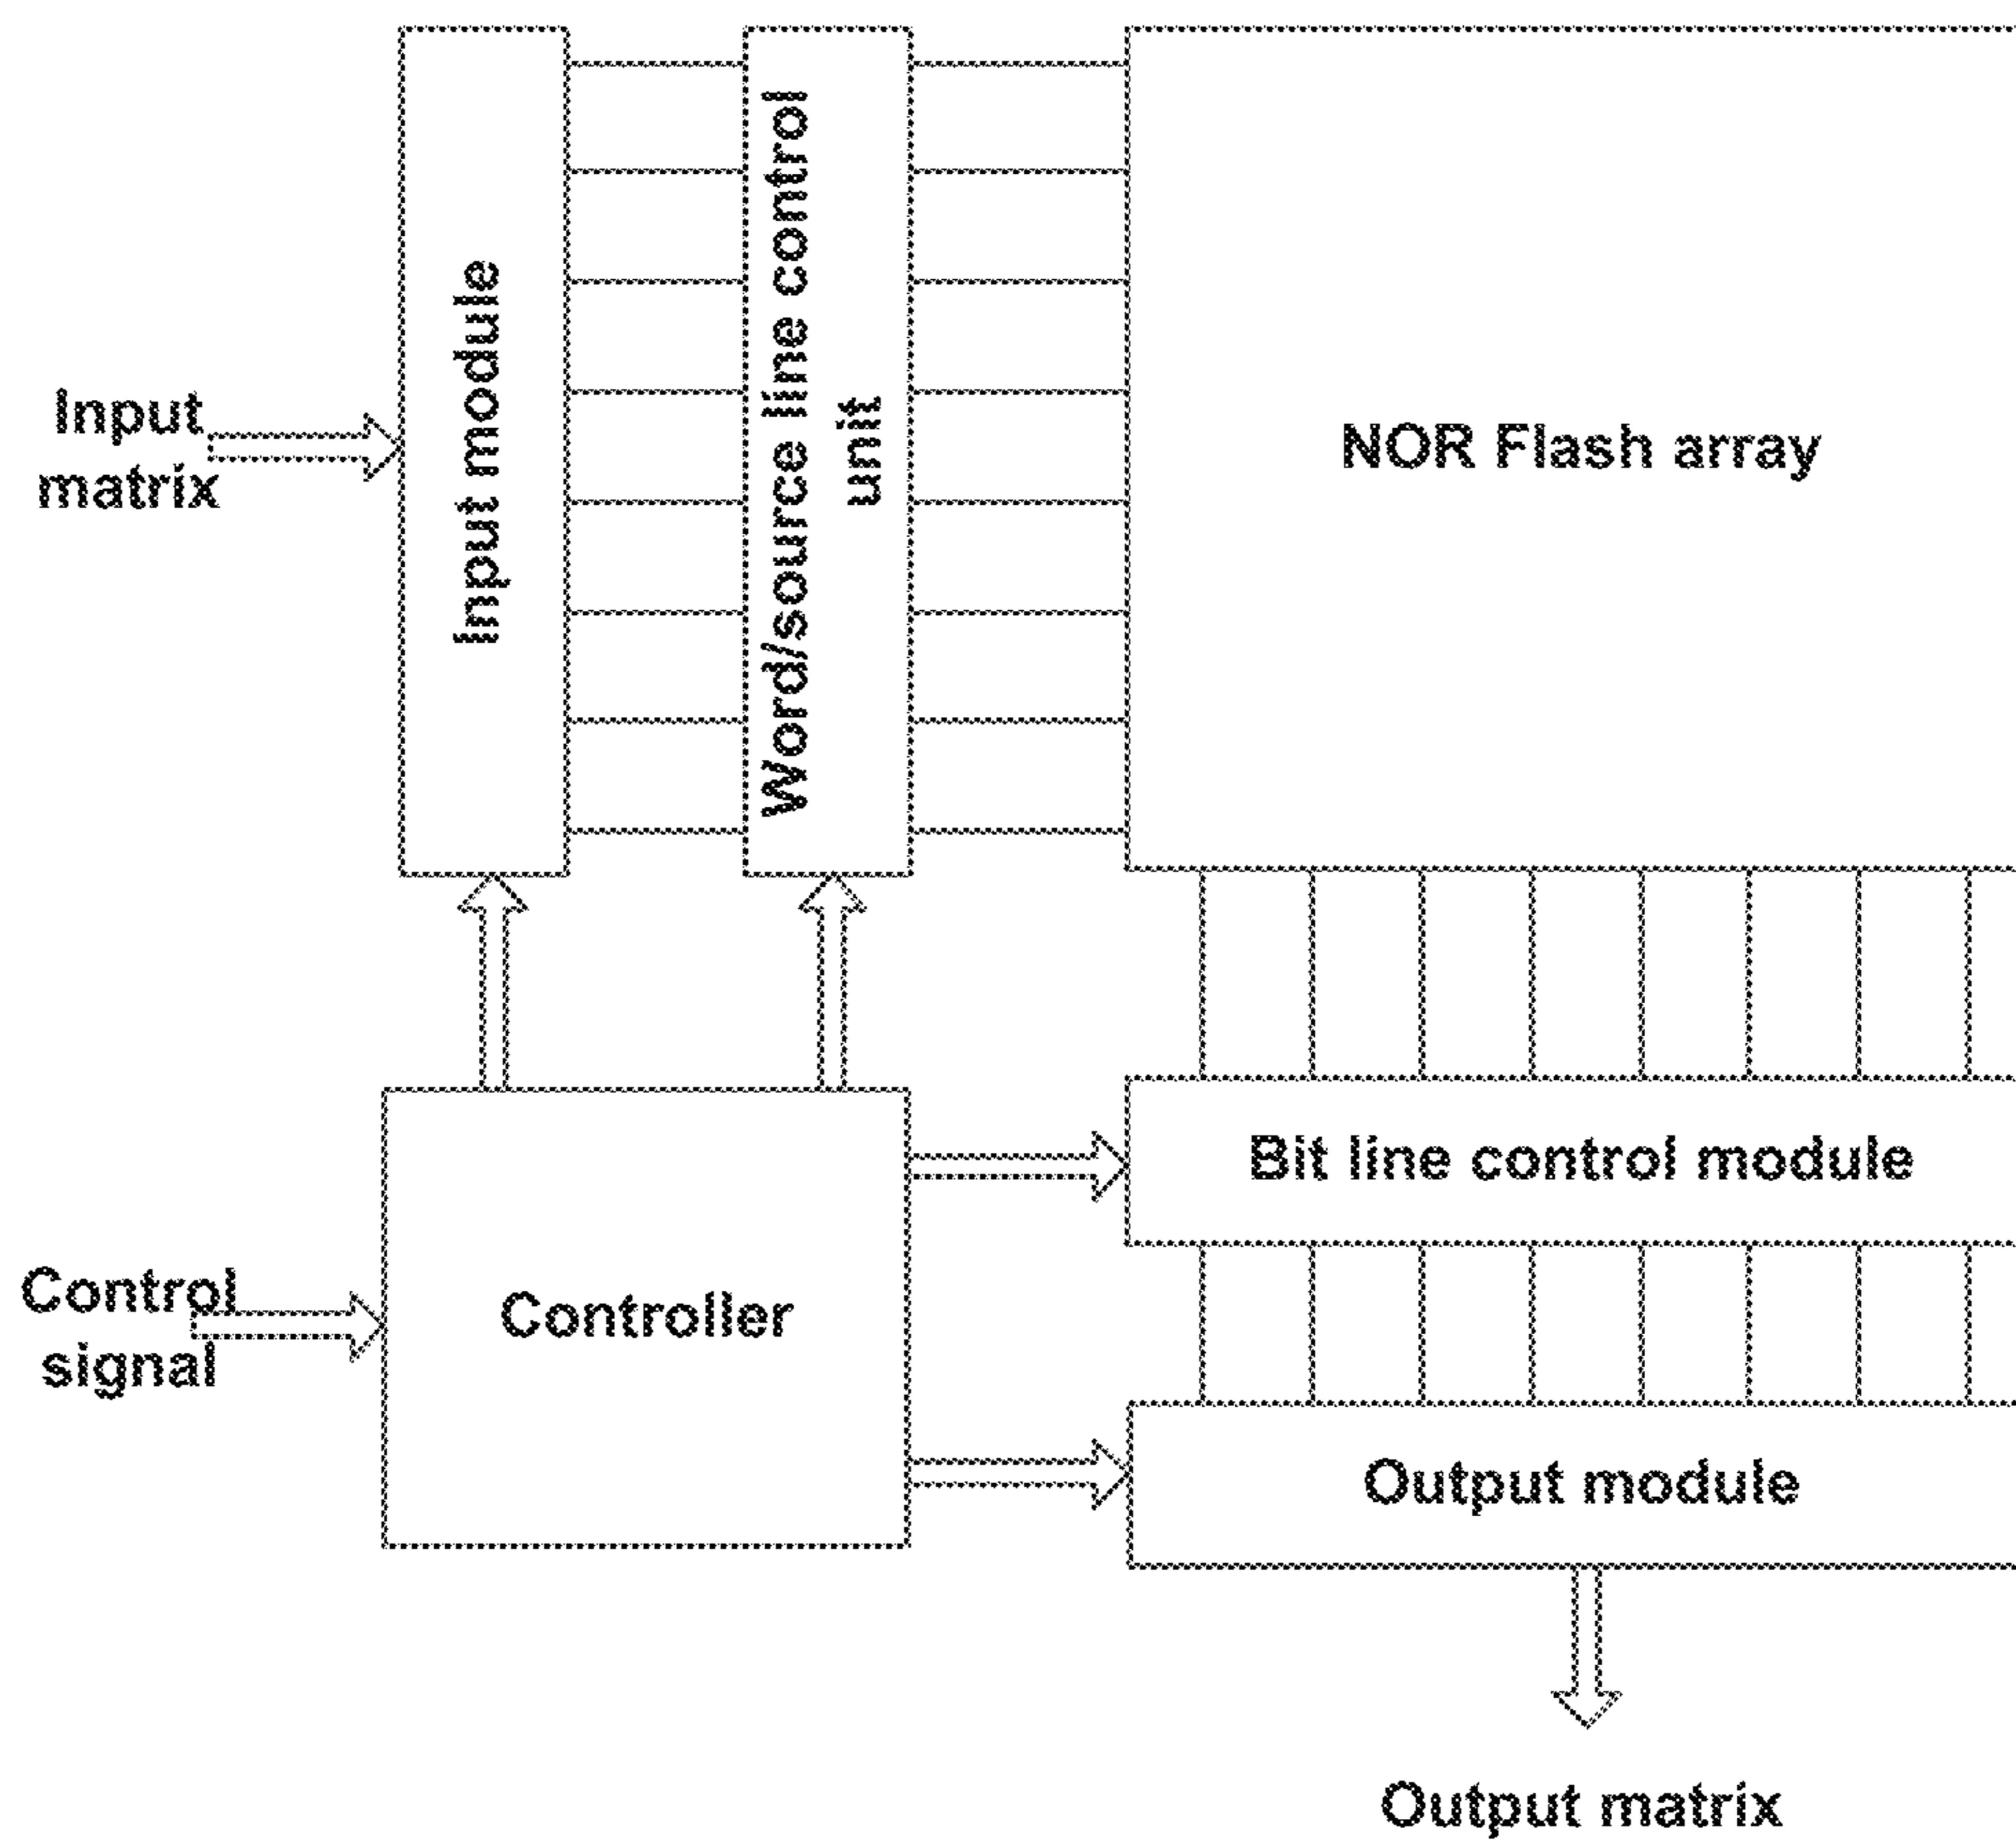 Input
matrix
Input module
Word/source line control
unit
NOR Flash array
Bit line control module
Control
signal
Controller
Output module
Output matrix